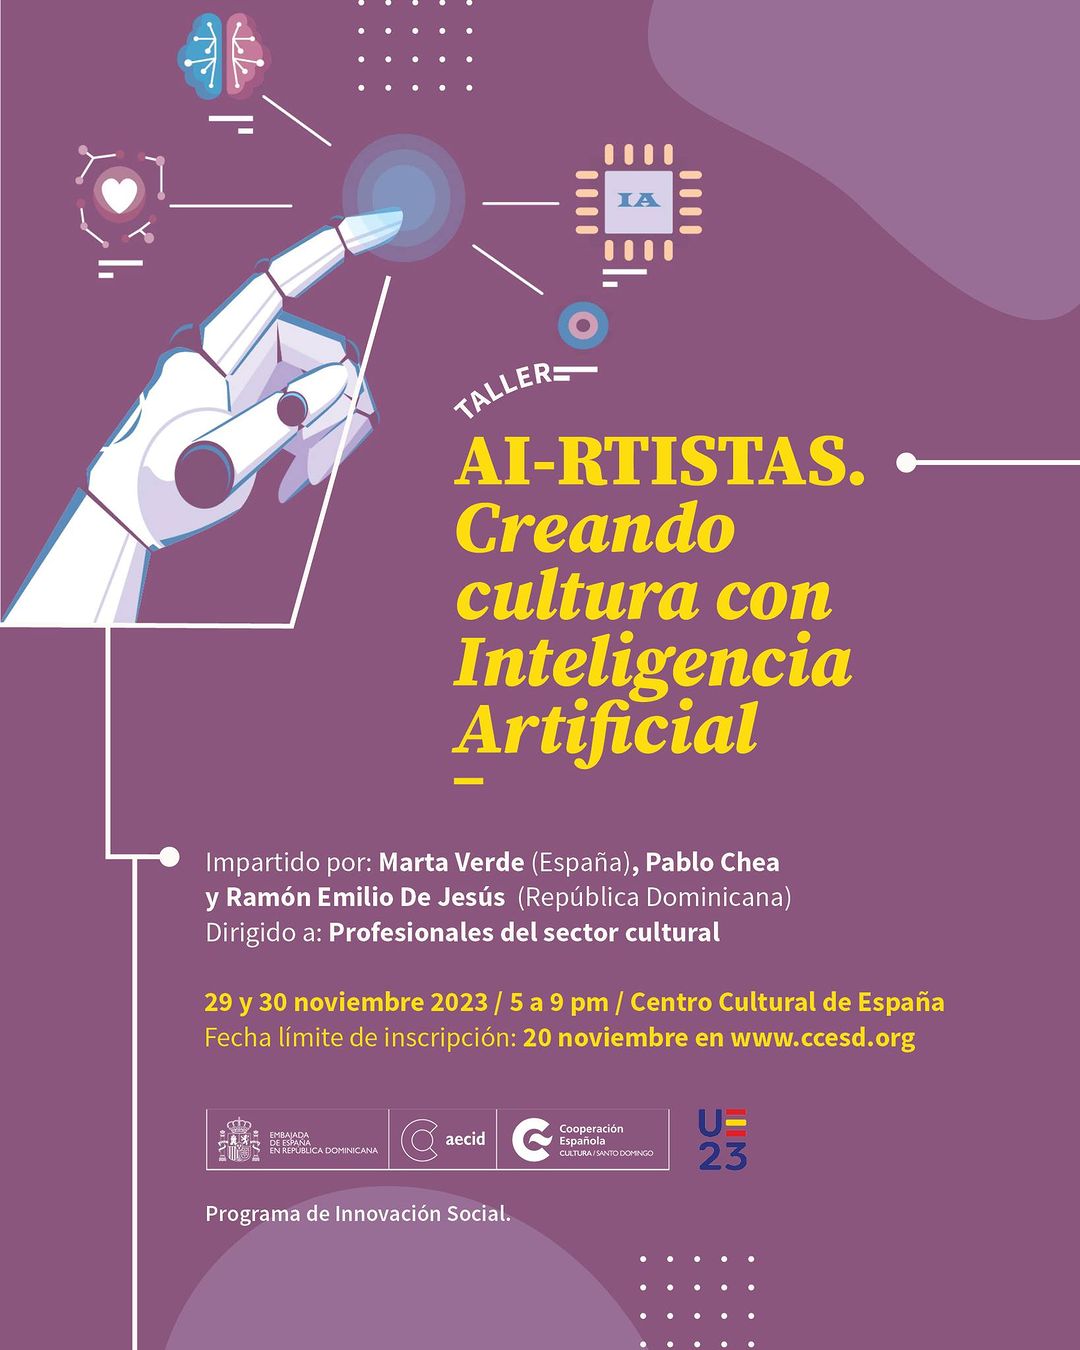 IA
TALLER
AI-RTISTAS.
Creando
cultura con
Inteligencia
Artificial
Impartido por: Marta Verde (España), Pablo Chea
y Ramón Emilio De Jesús (República Dominicana)
Dirigido a: Profesionales del sector cultural
29 y 30 noviembre 2023 / 5 a 9 pm / Centro Cultural de España
Fecha límite de inscripción: 20 noviembre en www.ccesd.org
EMBAJADA
DE ESPAÑA
EN REPÚBLICA DOMINICANA
aecid
Cooperación
Española
CULTURA / SANTO DOMINGO
UE
23
Programa de Innovación Social.